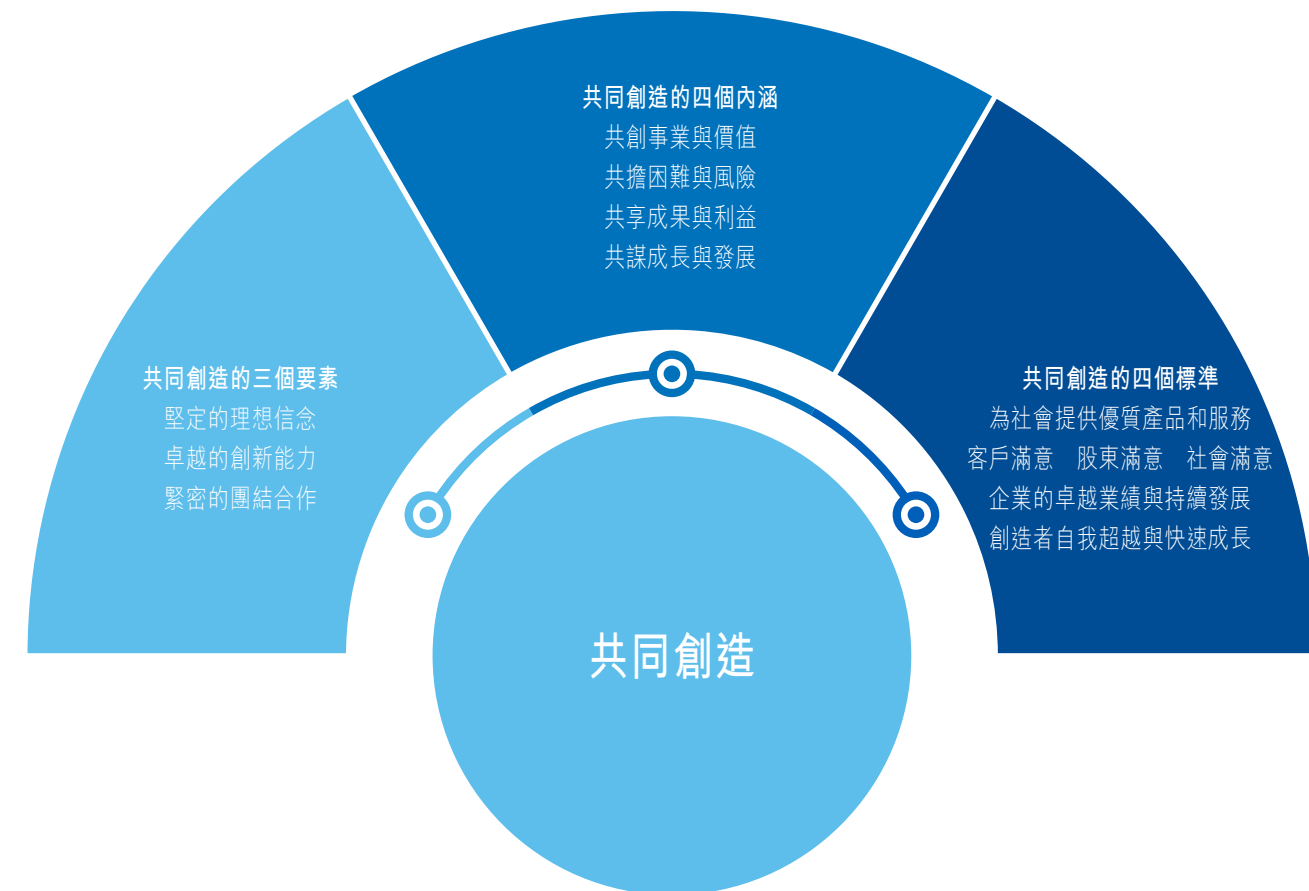 共同創造的四個內涵
共創事業與價值
共擔困難與風險
共享成果與利益
共謀成長與發展
共同創造的三個要素
堅定的理想信念
卓越的創新能力
緊密的團結合作
共同創造的四個標準
為社會提供優質產品和服務
客戶滿意　股東滿意　社會滿意
企業的卓越業績與持續發展
創造者自我超越與快速成長
共同創造